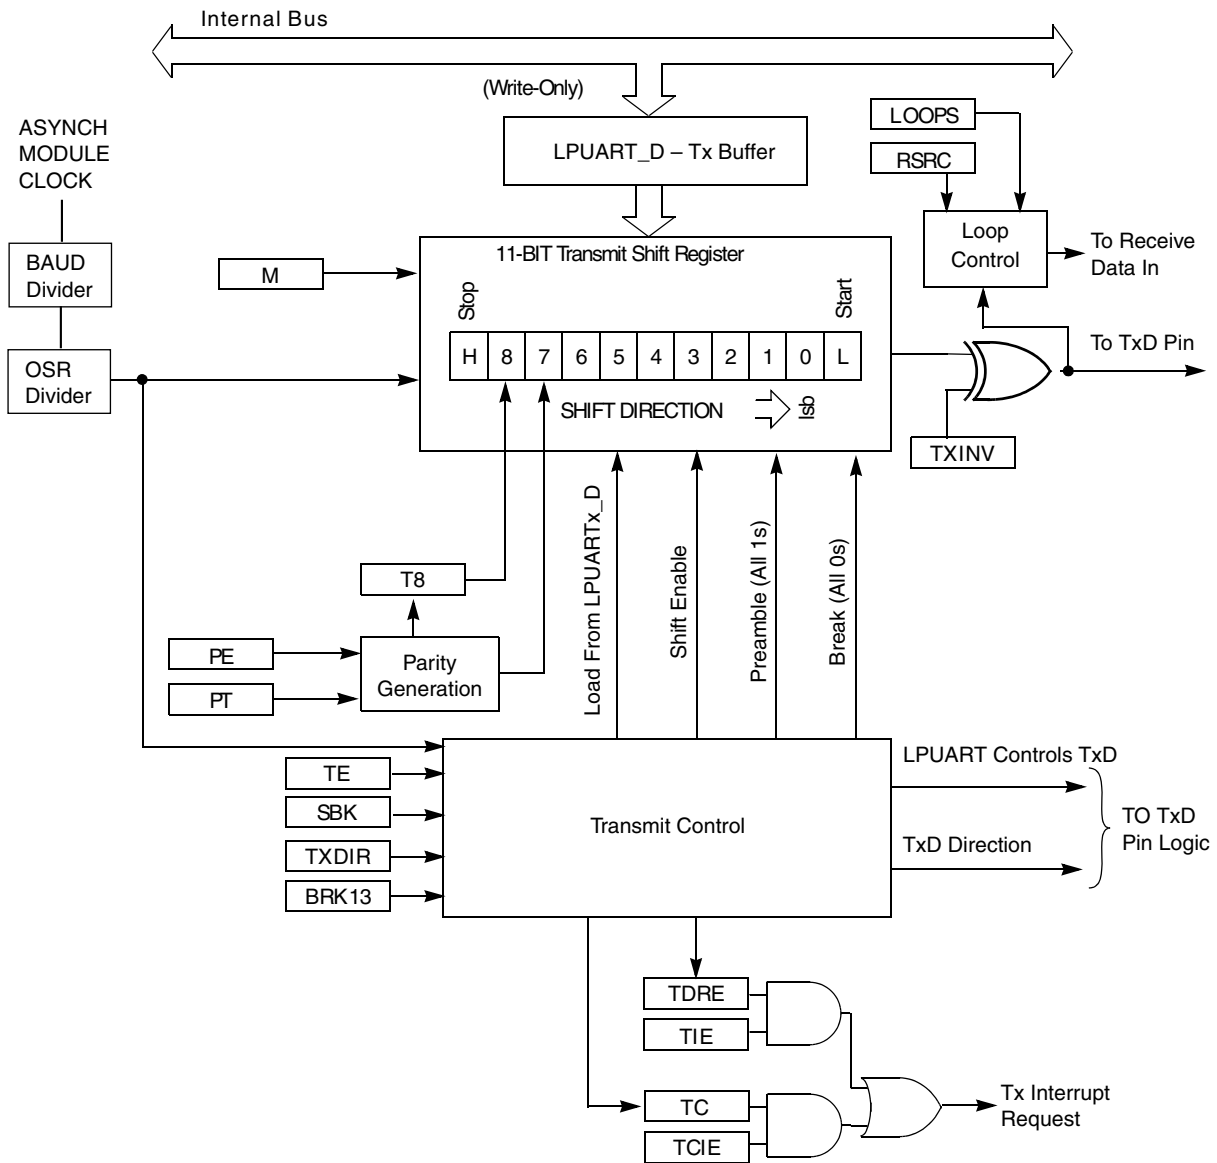 Internal Bus
(Write-Only)
LPUART_D – Tx Buffer
ASYNCH
MODULE
CLOCK
BAUD
Divider
OSR
Divider
M
11-BIT Transmit Shift Register
Stop
Start
H 8 7 6 5 4 3 2 1 0 L
SHIFT DIRECTION
lsb
LOOPS
RSRC
Loop
Control
To Receive
Data In
To TxD Pin
TXINV
T8
PE
PT
Parity
Generation
Load From LPUARTx_D
Shift Enable
Preamble (All 1s)
Break (All 0s)
TE
SBK
TXDIR
BRK13
Transmit Control
LPUART Controls TxD
TxD Direction
TO TxD
Pin Logic
TDRE
TIE
TC
TCIE
Tx Interrupt
Request